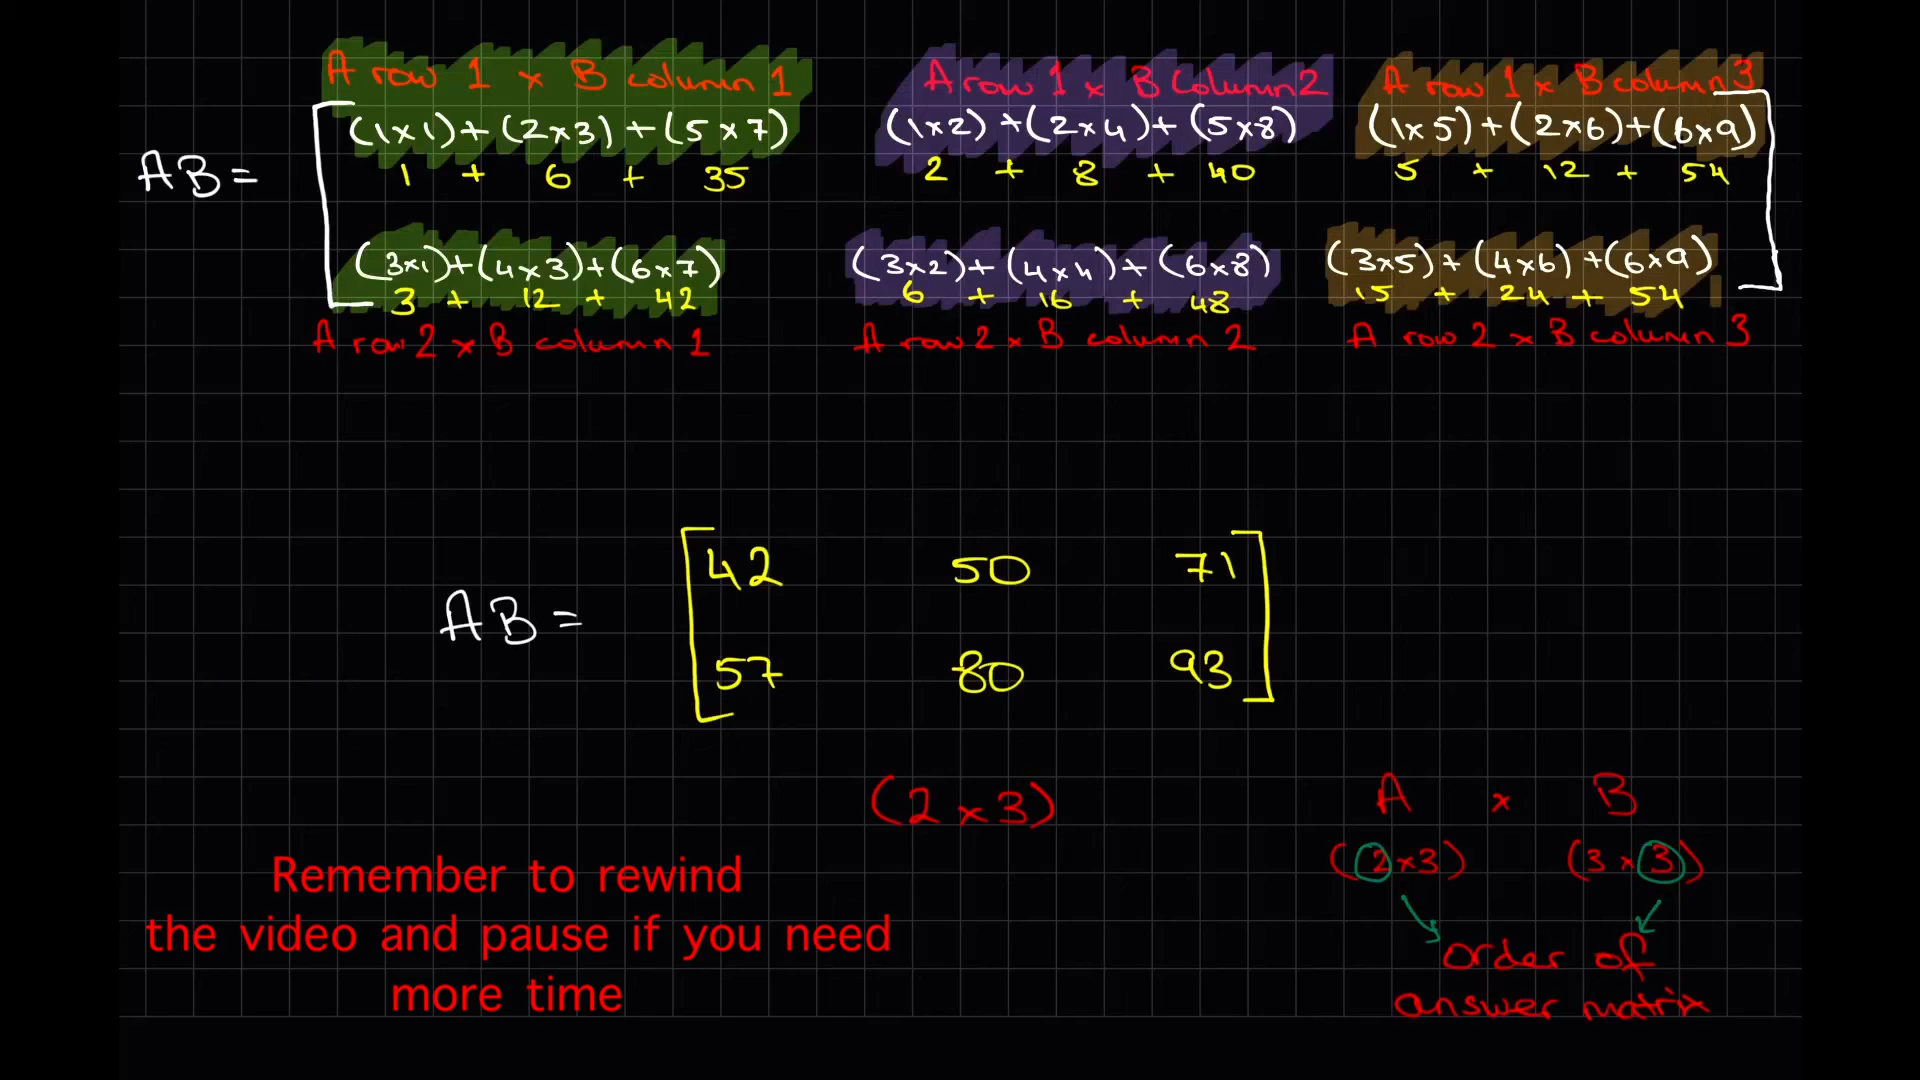 A row 1 x B column 1 A row 1 x B Column 2 A row 1 x B column 3
(1x1)+(2x3)+(5x7) (1x2)+(2x4)+(5x8) (1x5)+(2x6)+(6x9)
AB= 1 + 6 + 35 2 + 8 + 40 5 + 12 + 54
(3x1)+(4x3)+(6x7) (3x2)+(4x4)+(6x8) (3x5)+(4x6)+(6x9)
3 + 12 + 42 6 + 16 + 48 15 + 24 + 54
A row 2 x B column 1 A row 2 x B column 2 A row 2 x B column 3
42 50 71
AB=
57 80 93
(2x3)
A x B
(2x3) (3x3)
order of
answer matrix
Remember to rewind
the video and pause if you need
more time